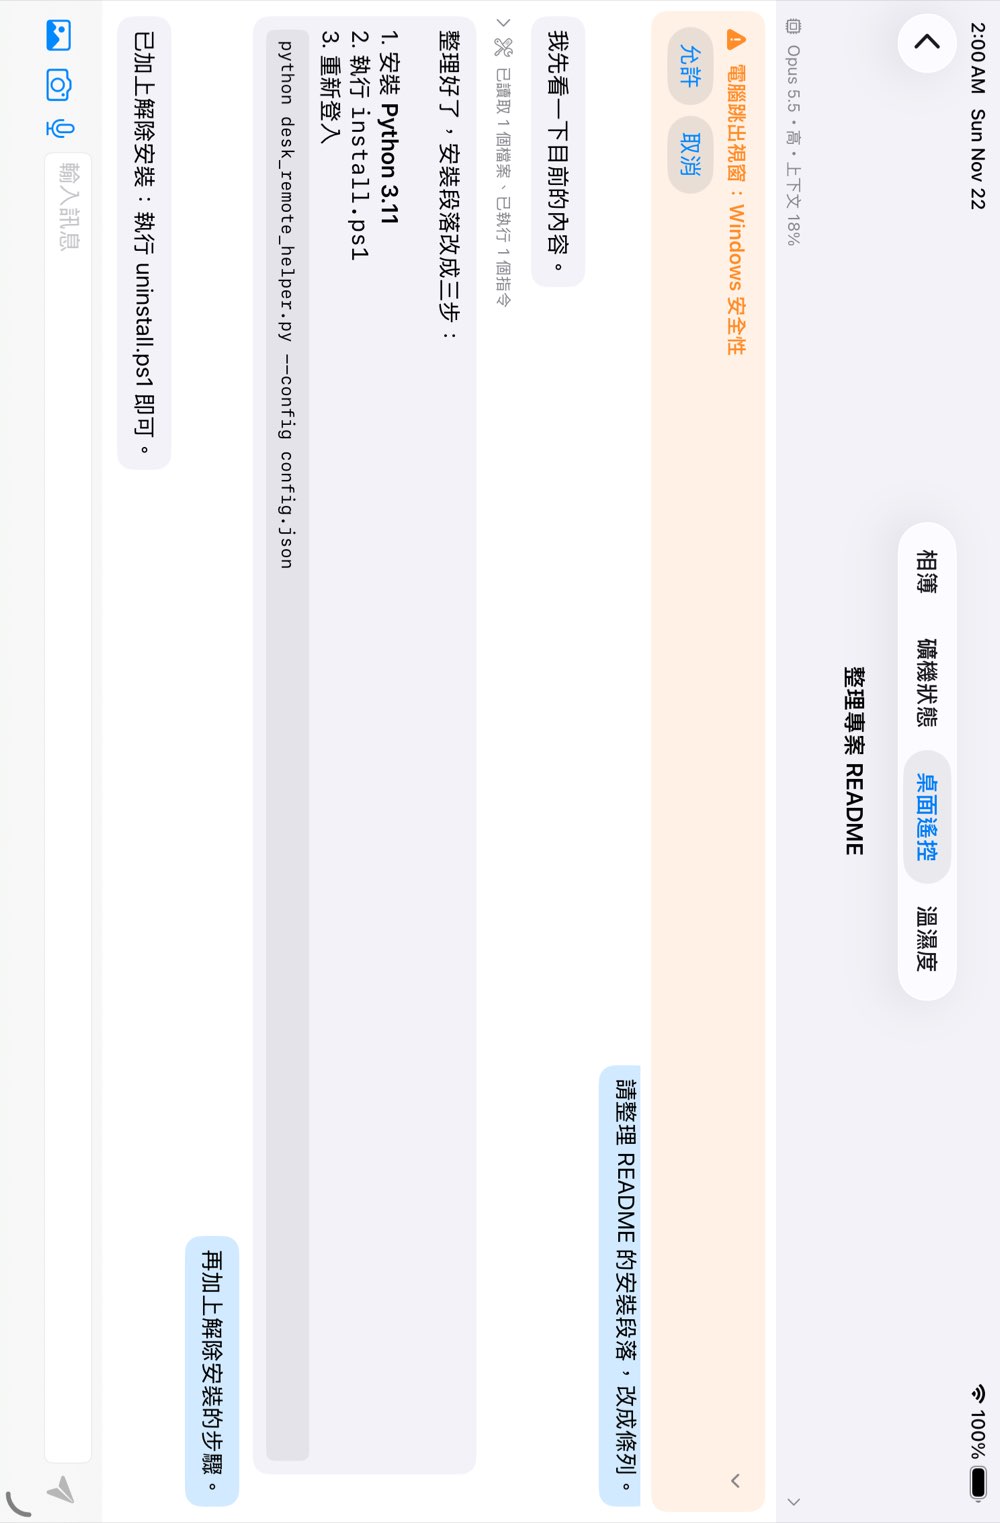 2:00 AM Sun Nov 22
100%
相簿 礦機狀態 桌面遙控 溫濕度
整理專案 README
Opus 5.5・高・上下文 18%
電腦跳出視窗：Windows 安全性
允許 取消
請整理 README 的安裝段落，改成條列。
我先看一下目前的內容。
已讀取 1 個檔案、已執行 1 個指令
整理好了，安裝段落改成三步：
1. 安裝 Python 3.11
2. 執行 install.ps1
3. 重新登入
python desk_remote_helper.py --config config.json
再加上解除安裝的步驟。
已加上解除安裝：執行 uninstall.ps1 即可。
輸入訊息